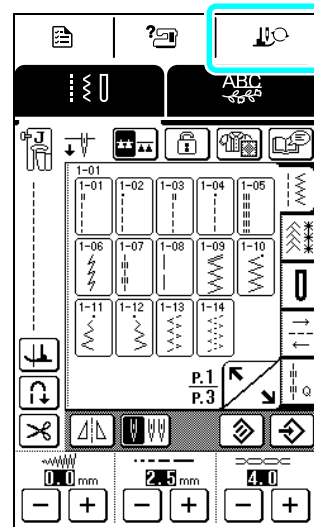 ?
ABC
J
1-01
1-01 1-02 1-03 1-04 1-05
1-06 1-07 1-08 1-09 1-10
1-11 1-12 1-13 1-14
Q
P.1
P.3
0.0 mm 2.5 mm 4.0
- + - + - +